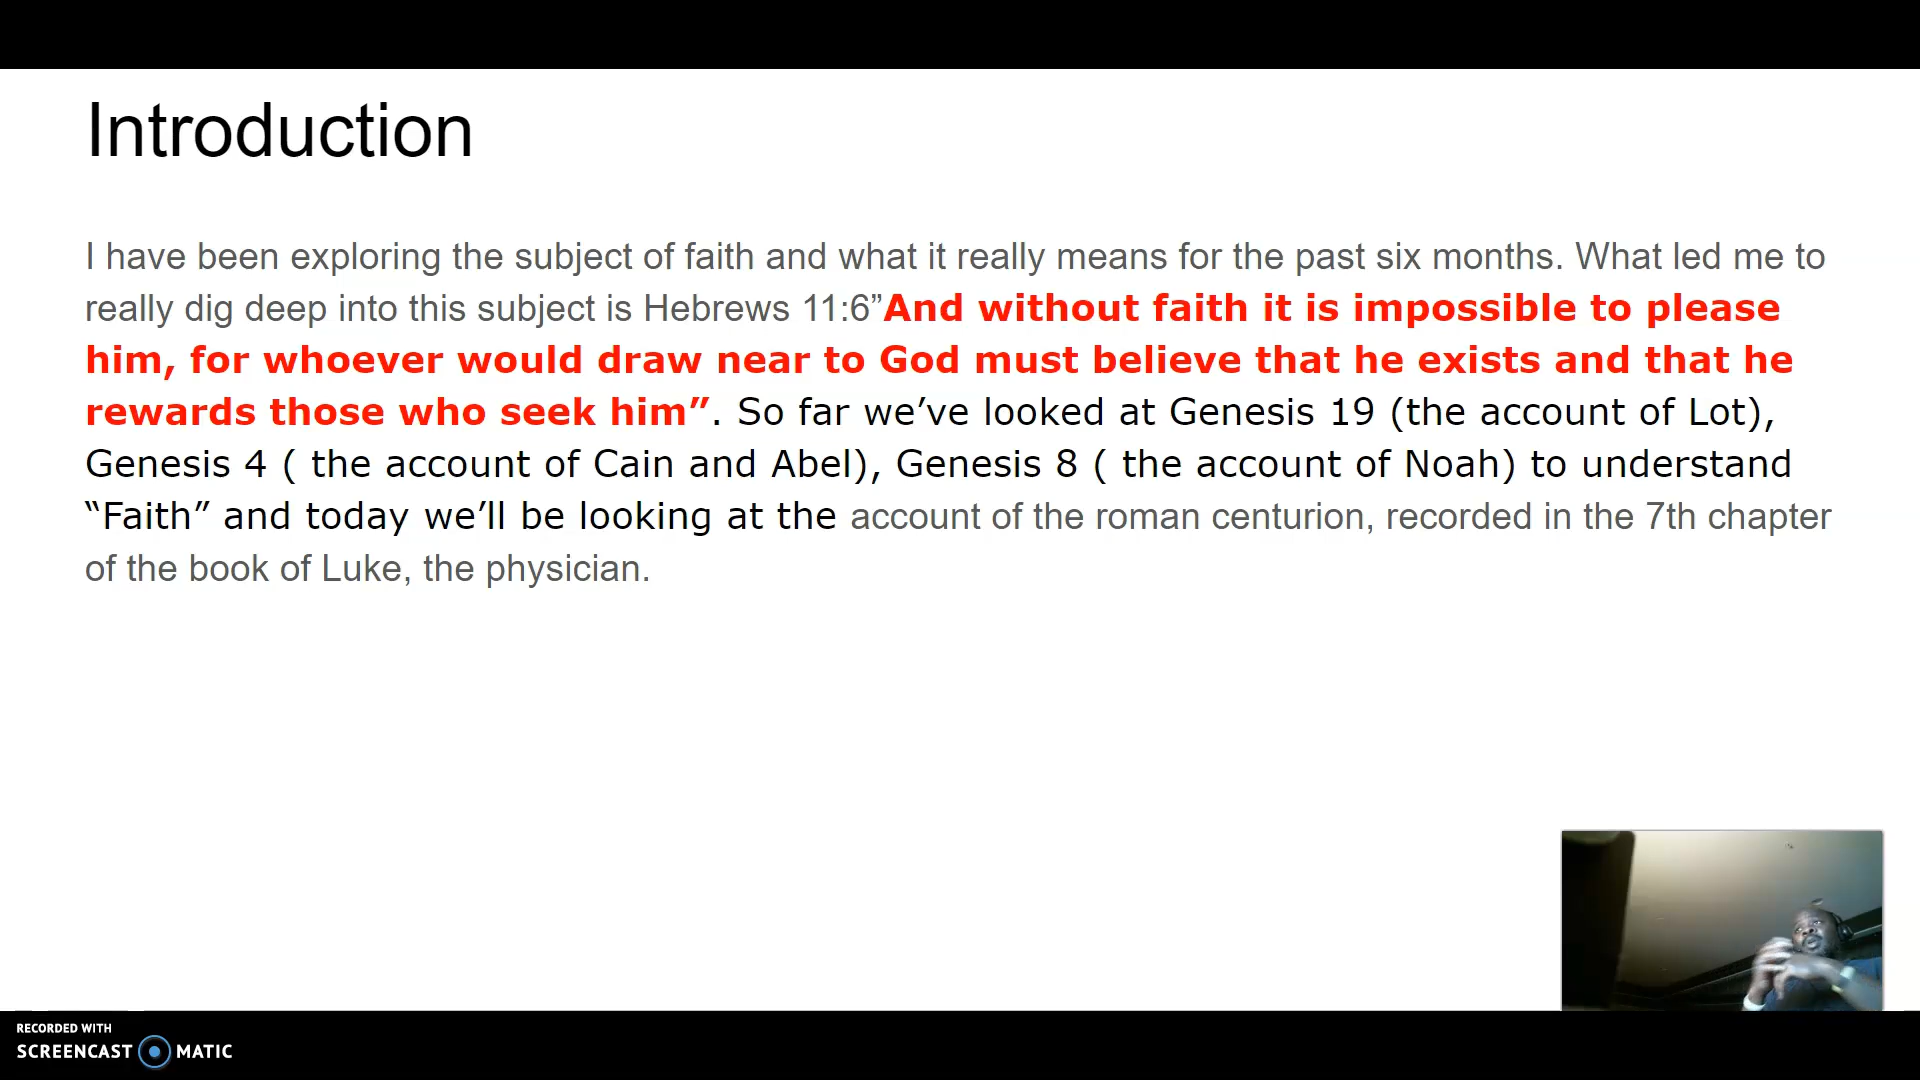 Introduction
I have been exploring the subject of faith and what it really means for the past six months. What led me to
really dig deep into this subject is Hebrews 11:6”And without faith it is impossible to please
him, for whoever would draw near to God must believe that he exists and that he
rewards those who seek him”. So far we’ve looked at Genesis 19 (the account of Lot),
Genesis 4 ( the account of Cain and Abel), Genesis 8 ( the account of Noah) to understand
“Faith” and today we’ll be looking at the account of the roman centurion, recorded in the 7th chapter
of the book of Luke, the physician.
RECORDED WITH
SCREENCAST MATIC